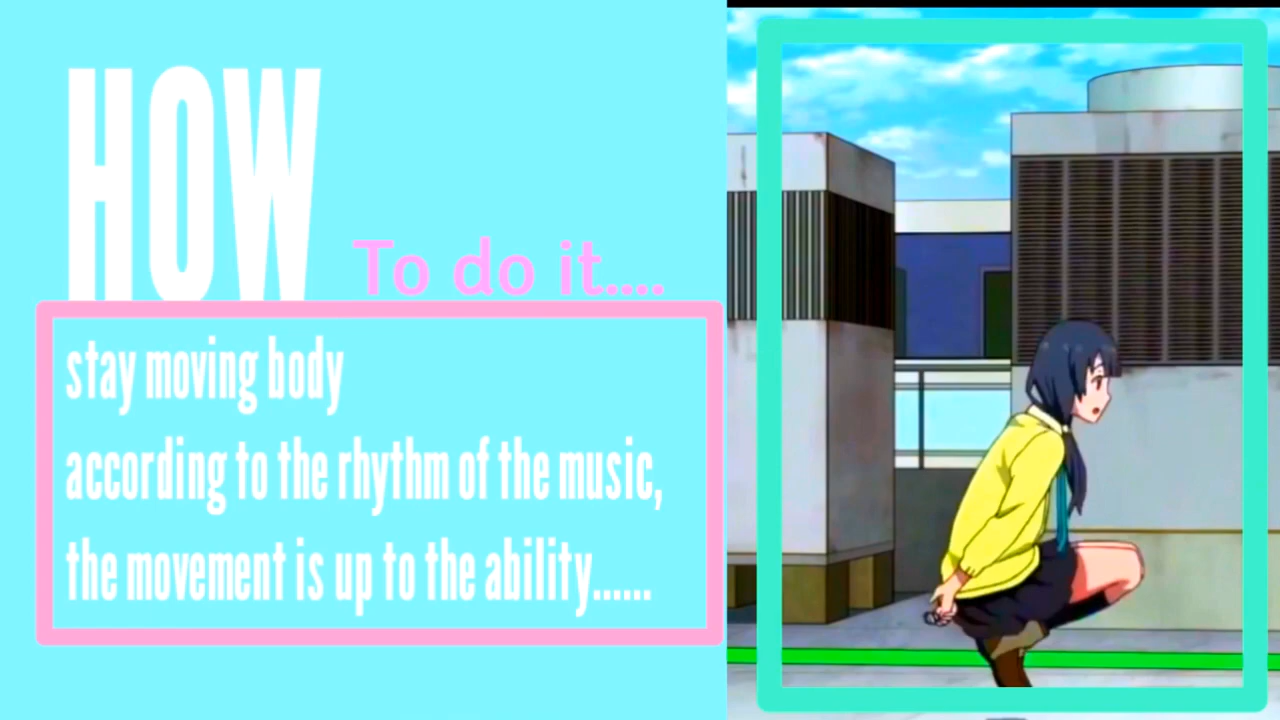 HOW
To do it....
stay moving body
according to the rhythm of the music,
the movement is up to the ability......